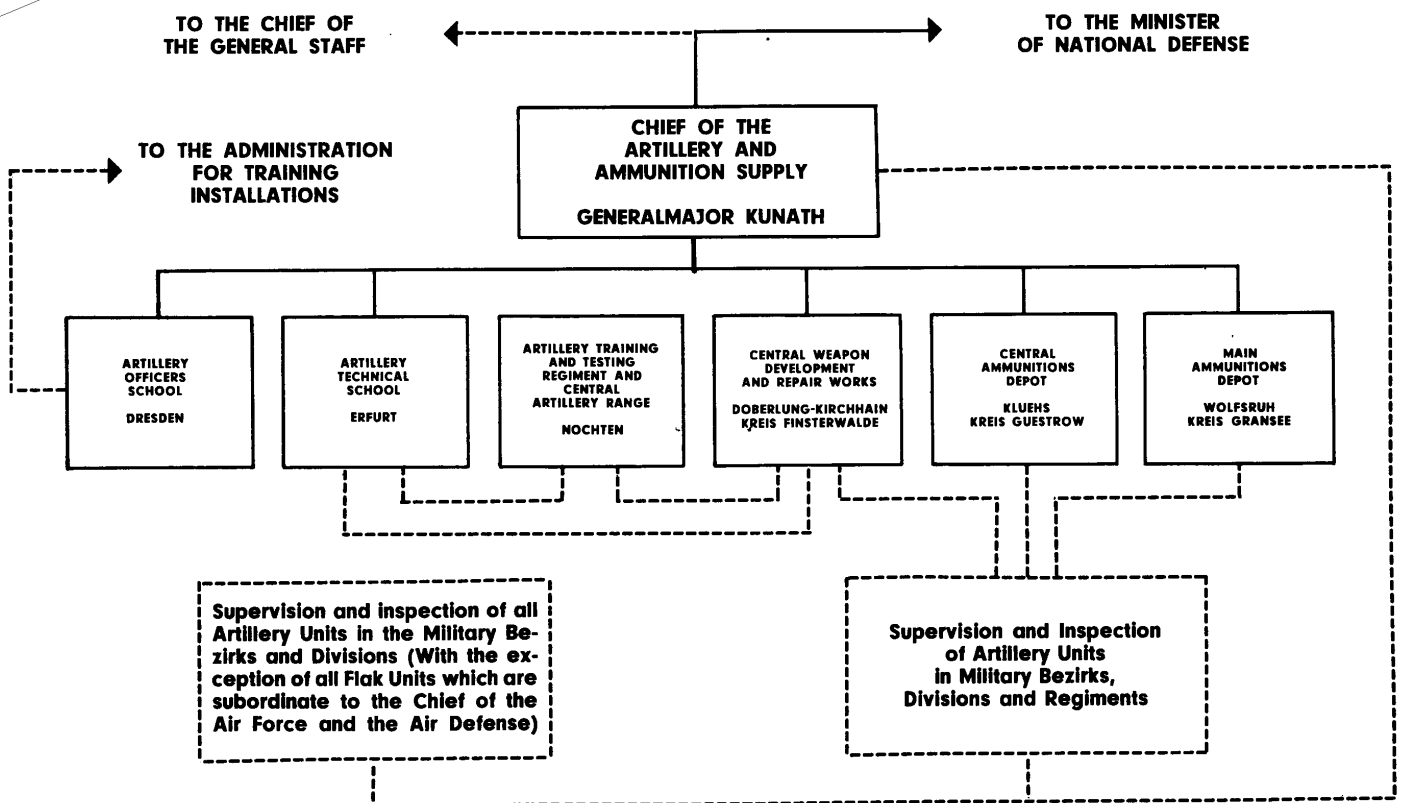 TO THE CHIEF OF
THE GENERAL STAFF
TO THE MINISTER
OF NATIONAL DEFENSE
TO THE ADMINISTRATION
FOR TRAINING
INSTALLATIONS
CHIEF OF THE
ARTILLERY AND
AMMUNITION SUPPLY
GENERALMAJOR KUNATH
ARTILLERY
OFFICERS
SCHOOL
DRESDEN
ARTILLERY
TECHNICAL
SCHOOL
ERFURT
ARTILLERY TRAINING
AND TESTING
REGIMENT AND
CENTRAL
ARTILLERY RANGE
NOCHTEN
CENTRAL WEAPON
DEVELOPMENT
AND REPAIR WORKS
DOBERLUNG-KIRCHHAIN
KREIS FINSTERWALDE
CENTRAL
AMMUNITIONS
DEPOT
KLUEHS
KREIS GUESTROW
MAIN
AMMUNITIONS
DEPOT
WOLFSRUH
KREIS GRANSEE
Supervision and inspection of all
Artillery Units in the Military Be-
zirks and Divisions (With the ex-
ception of all Flak Units which are
subordinate to the Chief of the
Air Force and the Air Defense)
Supervision and Inspection
of Artillery Units
in Military Bezirks,
Divisions and Regiments